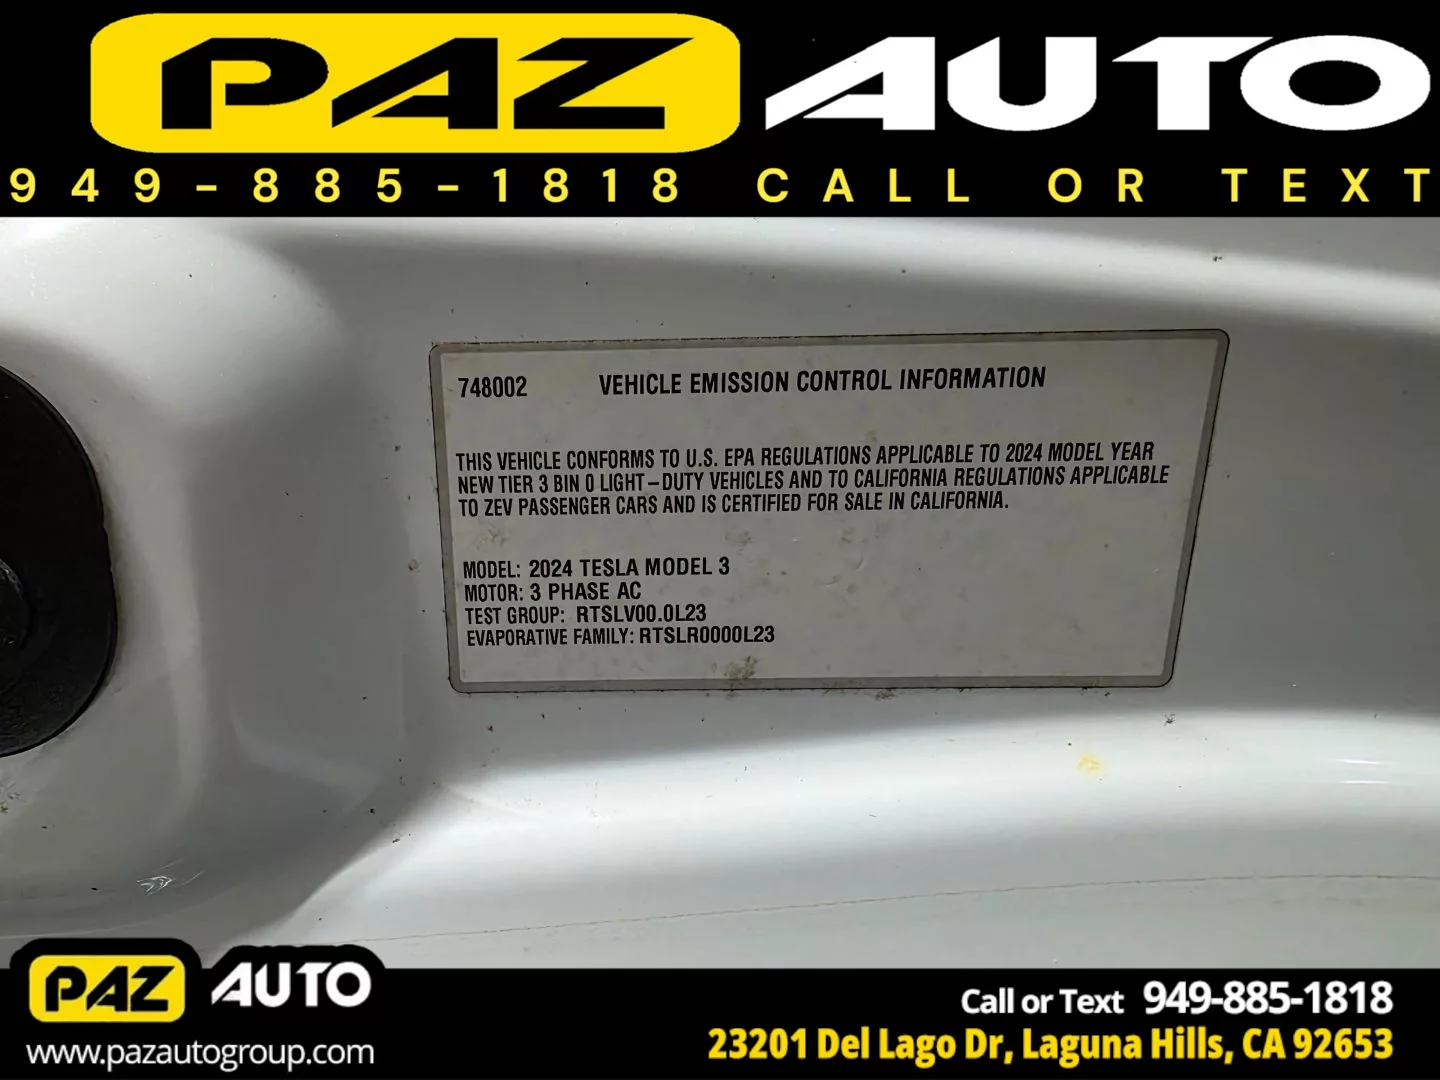 PAZ AUTO
949-885-1818 CALL OR TEXT
748002 VEHICLE EMISSION CONTROL INFORMATION
THIS VEHICLE CONFORMS TO U.S. EPA REGULATIONS APPLICABLE TO 2024 MODEL YEAR
NEW TIER 3 BIN 0 LIGHT-DUTY VEHICLES AND TO CALIFORNIA REGULATIONS APPLICABLE
TO ZEV PASSENGER CARS AND IS CERTIFIED FOR SALE IN CALIFORNIA.
MODEL: 2024 TESLA MODEL 3
MOTOR: 3 PHASE AC
TEST GROUP: RTSLV00.0L23
EVAPORATIVE FAMILY: RTSLR0000L23
PAZ AUTO
www.pazautogroup.com
Call or Text 949-885-1818
23201 Del Lago Dr, Laguna Hills, CA 92653